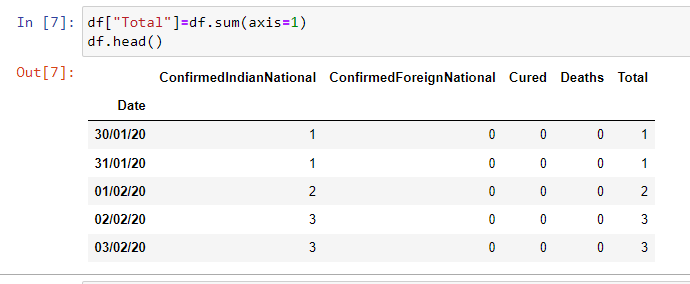 In [7]: df["Total"]=df.sum(axis=1)
df.head()
Out[7]:
ConfirmedIndianNational ConfirmedForeignNational Cured Deaths Total
Date
30/01/20 1 0 0 0 1
31/01/20 1 0 0 0 1
01/02/20 2 0 0 0 2
02/02/20 3 0 0 0 3
03/02/20 3 0 0 0 3